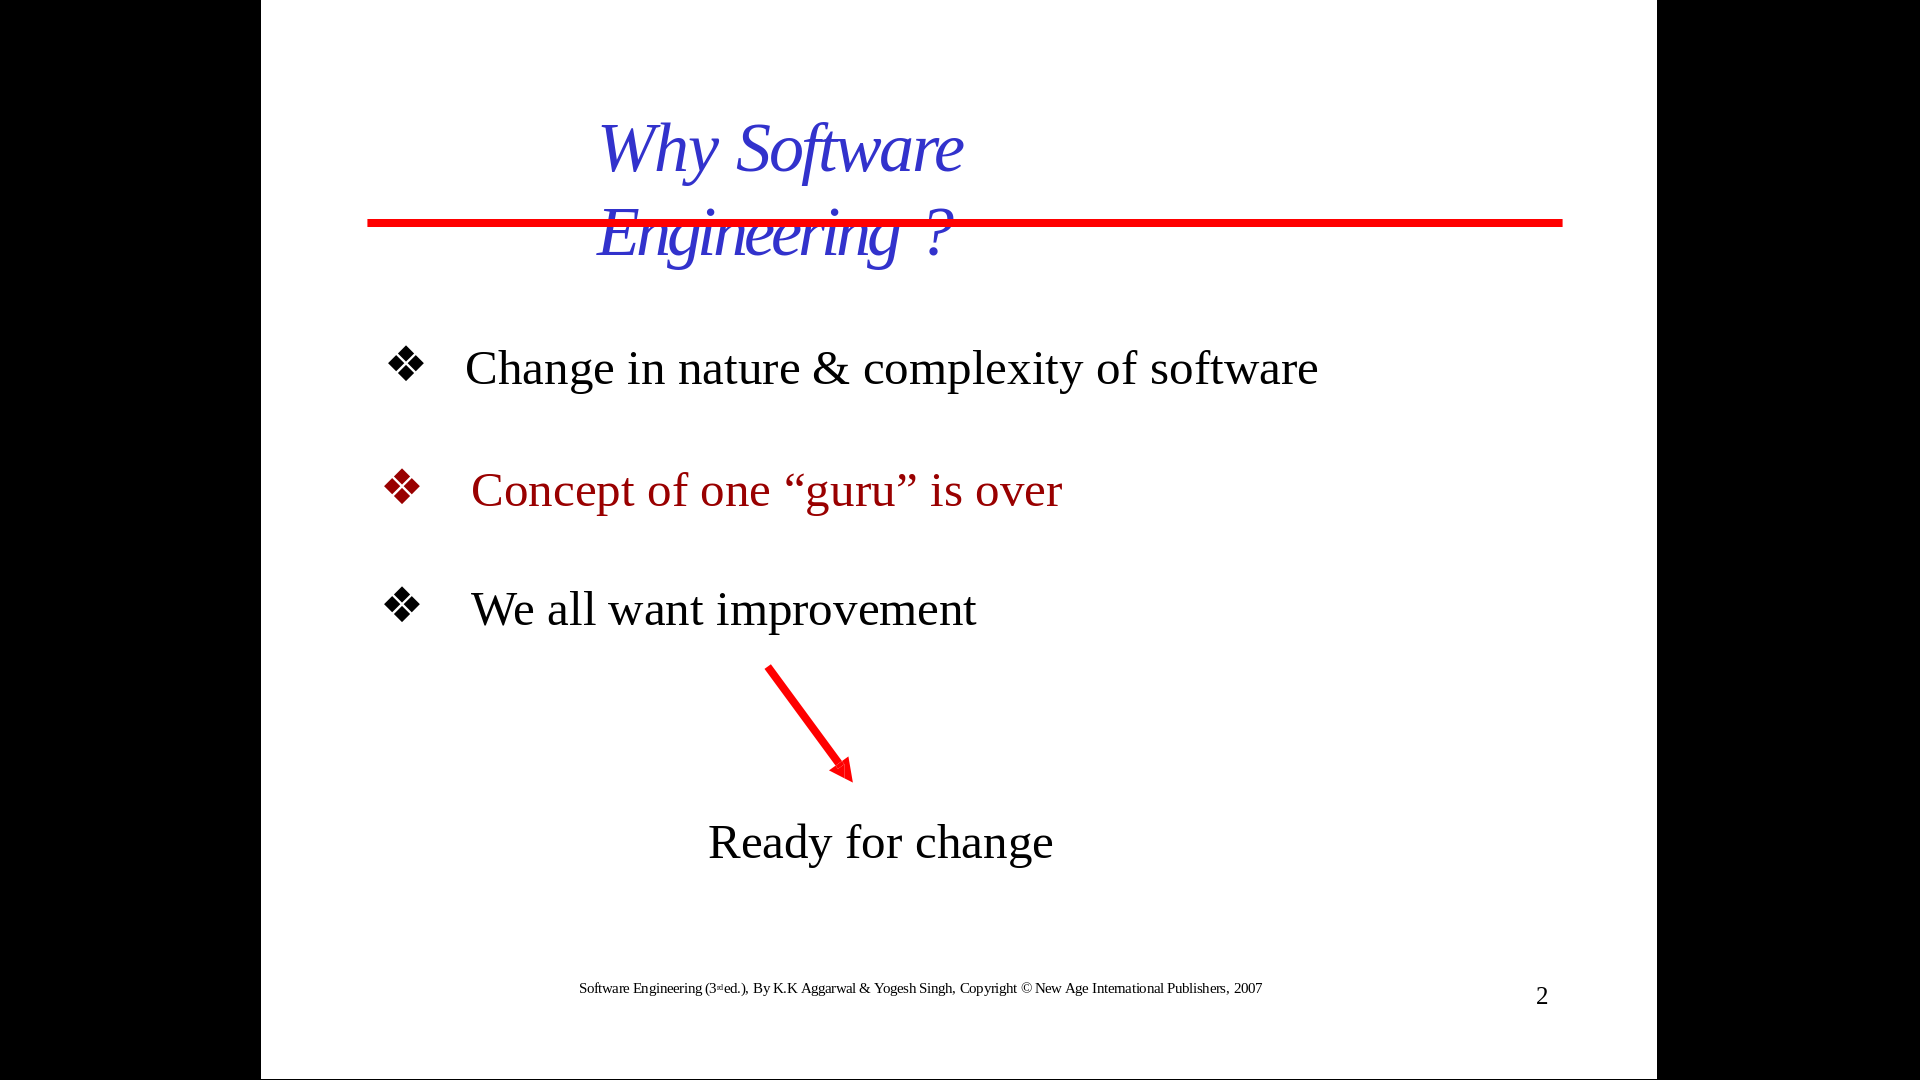 Why Software
Engineering ?
❖ Change in nature & complexity of software
❖ Concept of one “guru” is over
❖ We all want improvement
Ready for change
Software Engineering (3rd ed.), By K.K Aggarwal & Yogesh Singh, Copyright © New Age International Publishers, 2007
2